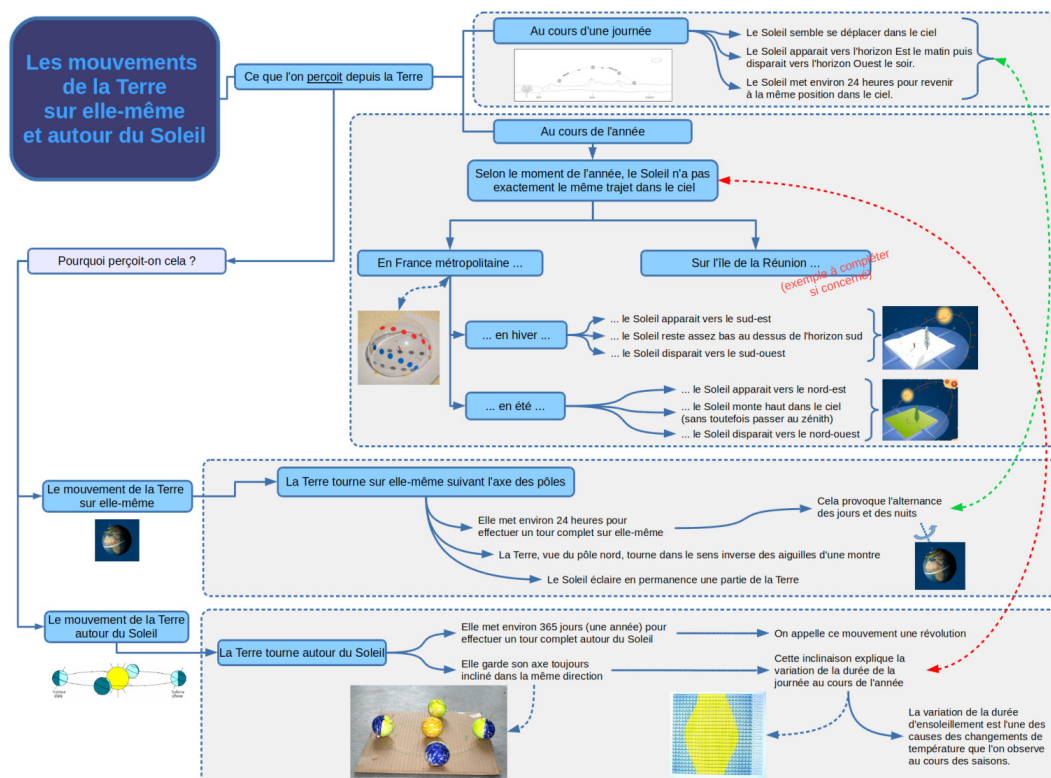 Les mouvements
de la Terre
sur elle-même
et autour du Soleil
Ce que l'on perçoit depuis la Terre
Au cours d'une journée
Le Soleil semble se déplacer dans le ciel
Le Soleil apparait vers l'horizon Est le matin puis
disparait vers l'horizon Ouest le soir.
Le Soleil met environ 24 heures pour revenir
à la même position dans le ciel.
Au cours de l'année
Selon le moment de l'année, le Soleil n'a pas
exactement le même trajet dans le ciel
Pourquoi perçoit-on cela ?
En France métropolitaine ...
Sur l'île de la Réunion ...
(exemple à compléter
si concerné)
... en hiver ...
... le Soleil apparait vers le sud-est
... le Soleil reste assez bas au dessus de l'horizon sud
... le Soleil disparait vers le sud-ouest
... en été ...
... le Soleil apparait vers le nord-est
... le Soleil monte haut dans le ciel
(sans toutefois passer au zénith)
... le Soleil disparait vers le nord-ouest
Le mouvement de la Terre
sur elle-même
La Terre tourne sur elle-même suivant l'axe des pôles
Elle met environ 24 heures pour
effectuer un tour complet sur elle-même
Cela provoque l'alternance
des jours et des nuits
La Terre, vue du pôle nord, tourne dans le sens inverse des aiguilles d'une montre
Le Soleil éclaire en permanence une partie de la Terre
Le mouvement de la Terre
autour du Soleil
La Terre tourne autour du Soleil
Elle met environ 365 jours (une année) pour
effectuer un tour complet autour du Soleil
On appelle ce mouvement une révolution
Elle garde son axe toujours
incliné dans la même direction
Cette inclinaison explique la
variation de la durée de la
journée au cours de l'année
La variation de la durée
d'ensoleillement est l'une des
causes des changements de
température que l'on observe
au cours des saisons.